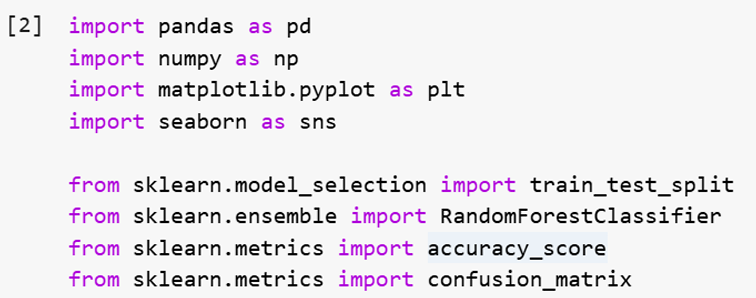 [2] import pandas as pd
import numpy as np
import matplotlib.pyplot as plt
import seaborn as sns
from sklearn.model_selection import train_test_split
from sklearn.ensemble import RandomForestClassifier
from sklearn.metrics import accuracy_score
from sklearn.metrics import confusion_matrix